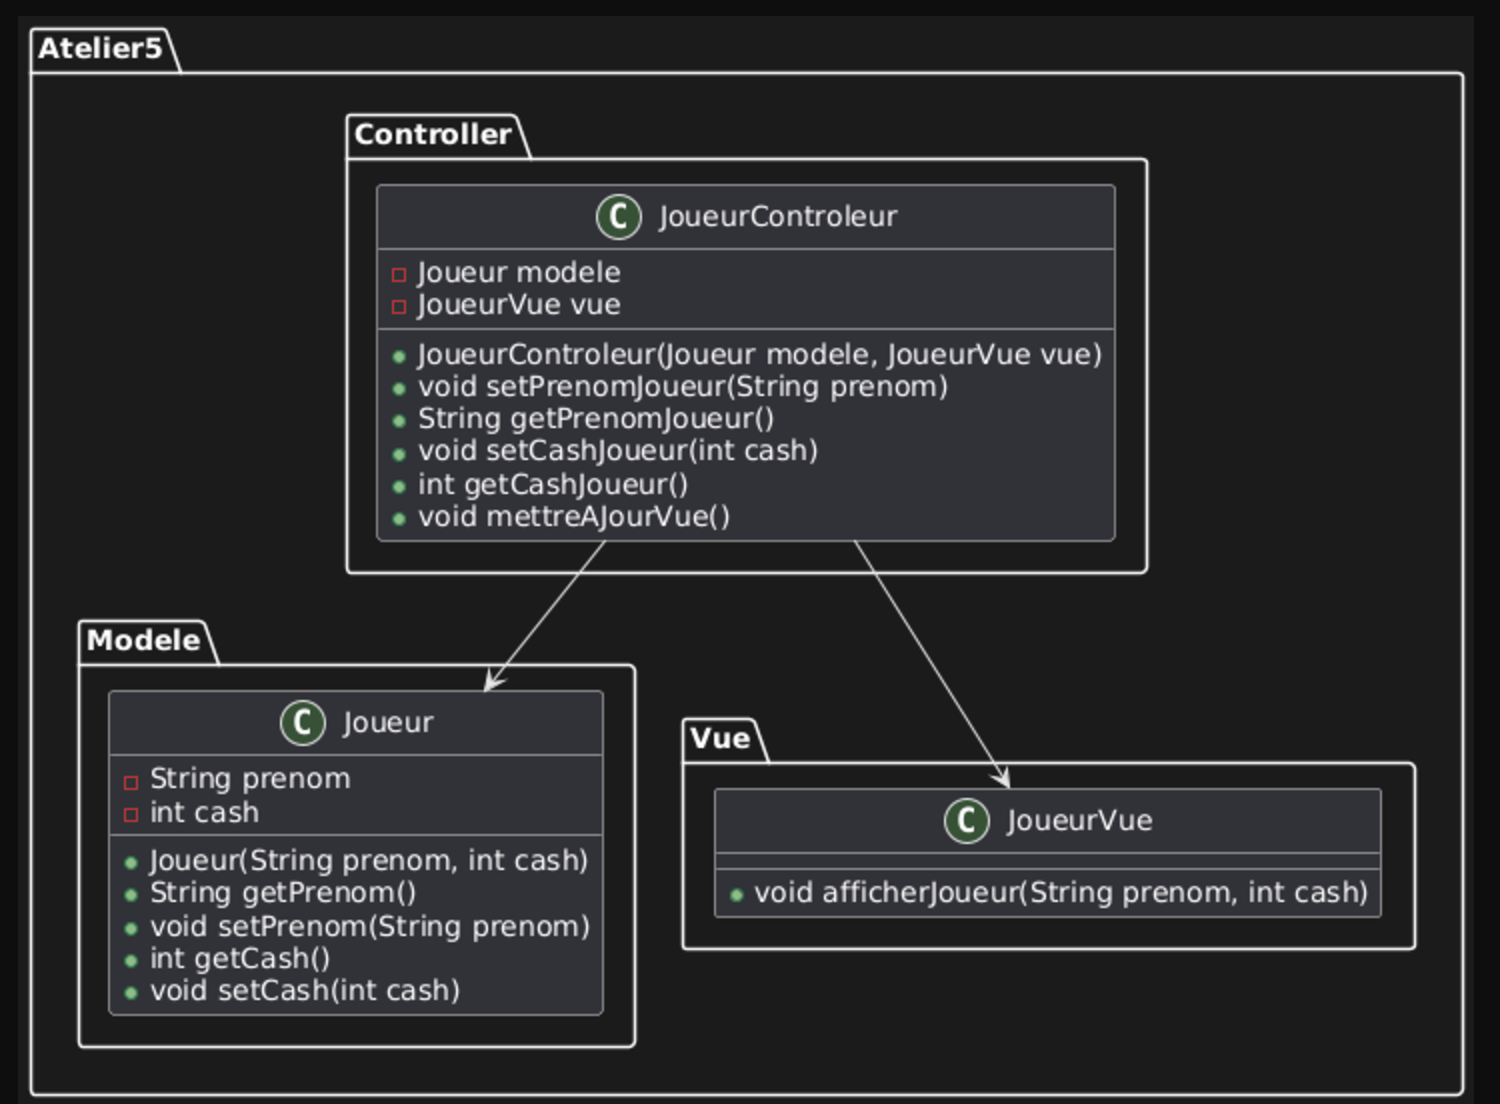 Atelier5
Controller
C JoueurControleur
Joueur modele
JoueurVue vue
JoueurControleur(Joueur modele, JoueurVue vue)
void setPrenomJoueur(String prenom)
String getPrenomJoueur()
void setCashJoueur(int cash)
int getCashJoueur()
void mettreAJourVue()
Modele
C Joueur
String prenom
int cash
Joueur(String prenom, int cash)
String getPrenom()
void setPrenom(String prenom)
int getCash()
void setCash(int cash)
Vue
C JoueurVue
void afficherJoueur(String prenom, int cash)